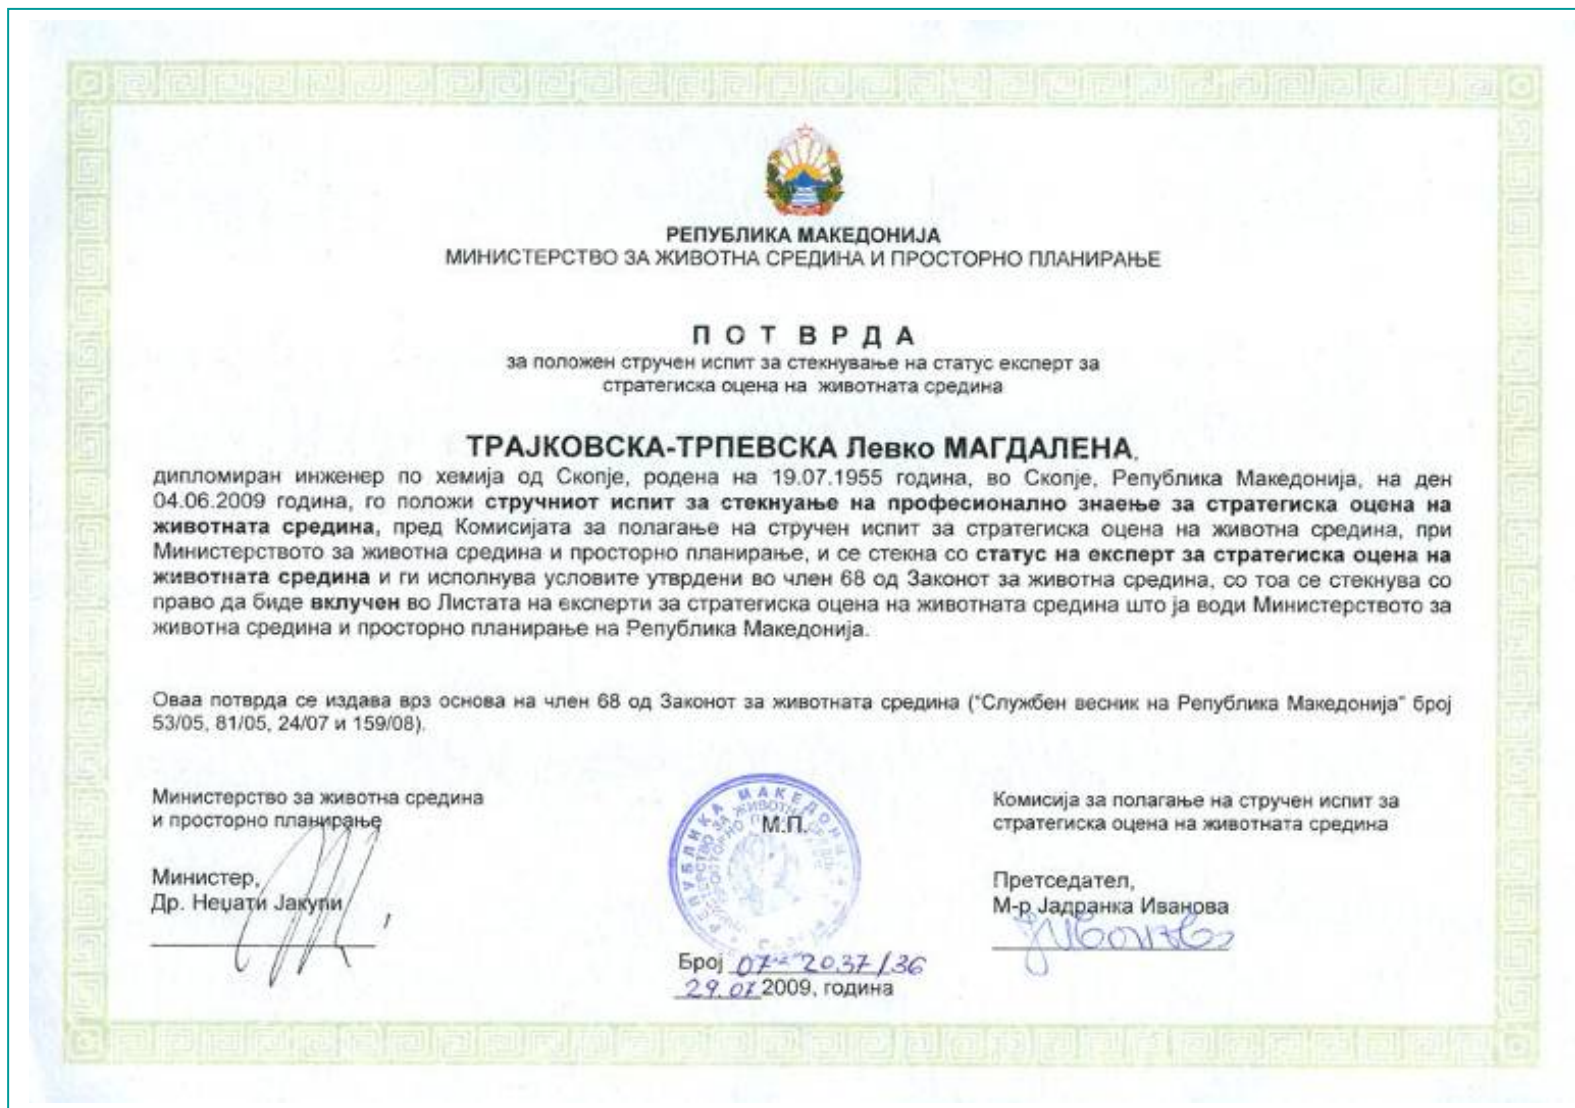 РЕПУБЛИКА МАКЕДОНИЈА
МИНИСТЕРСТВО ЗА ЖИВОТНА СРЕДИНА И ПРОСТОРНО ПЛАНИРАЊЕ
П О Т В Р Д А
за положен стручен испит за стекнување на статус експерт за
стратегиска оцена на животната средина
ТРАЈКОВСКА-ТРПЕВСКА Левко МАГДАЛЕНА,
дипломиран инженер по хемија од Скопје, родена на 19.07.1955 година, во Скопје, Република Македонија, на ден
04.06.2009 година, го положи стручниот испит за стекнуање на професионално знаење за стратегиска оцена на
животната средина, пред Комисијата за полагање на стручен испит за стратегиска оцена на животна средина, при
Министерството за животна средина и просторно планирање, и се стекна со статус на експерт за стратегиска оцена на
животната средина и ги исполнува условите утврдени во член 68 од Законот за животна средина, со тоа се стекнува со
право да биде вклучен во Листата на експерти за стратегиска оцена на животната средина што ја води Министерството за
животна средина и просторно планирање на Република Македонија.
Оваа потврда се издава врз основа на член 68 од Законот за животната средина ("Службен весник на Република Македонија" број
53/05, 81/05, 24/07 и 159/08).
Министерство за животна средина
и просторно планирање
Министер,
Др. Неџати Јакупи
РЕПУБЛИКА МАКЕДОНИЈА
М.П.
Број 07-2037/36
29.07 2009, година
Комисија за полагање на стручен испит за
стратегиска оцена на животната средина
Претседател,
М-р Јадранка Иванова